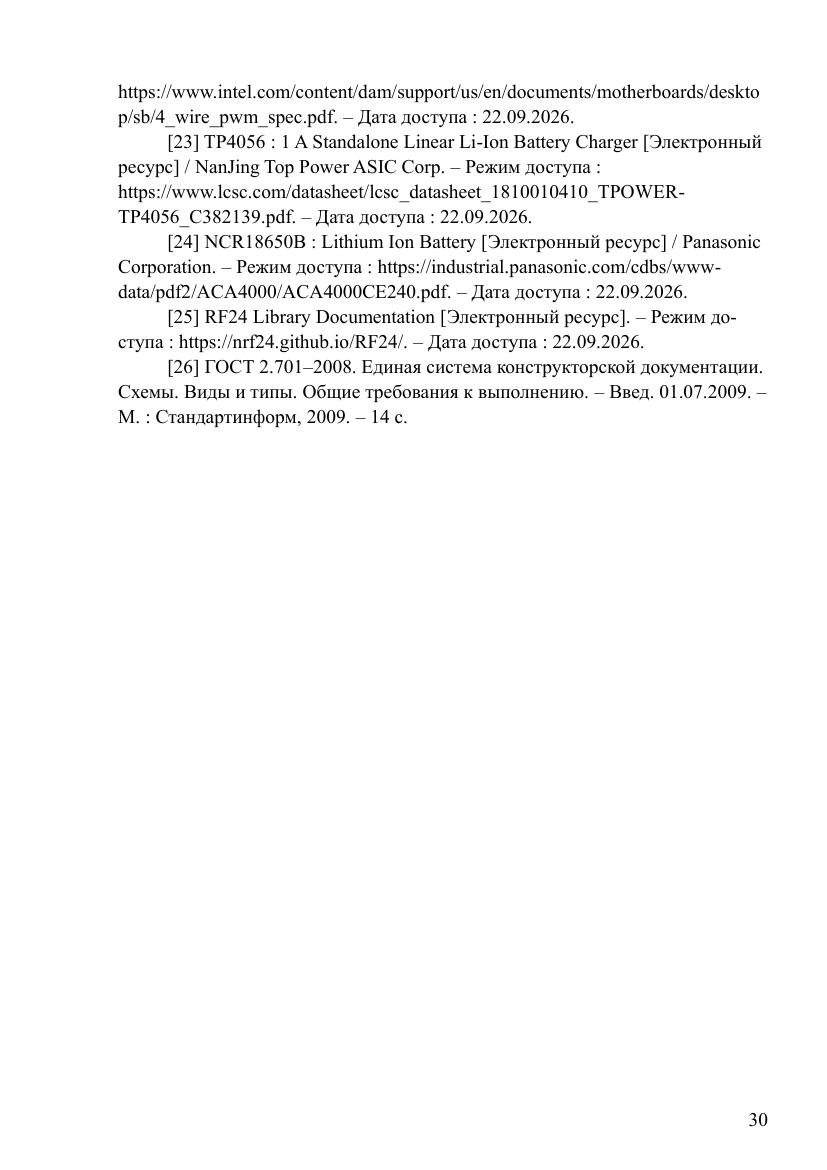 https://www.intel.com/content/dam/support/us/en/documents/motherboards/deskto
p/sb/4_wire_pwm_spec.pdf. – Дата доступа : 22.09.2026.
[23] TP4056 : 1 A Standalone Linear Li-Ion Battery Charger [Электронный
ресурс] / NanJing Top Power ASIC Corp. – Режим доступа :
https://www.lcsc.com/datasheet/lcsc_datasheet_1810010410_TPOWER-
TP4056_C382139.pdf. – Дата доступа : 22.09.2026.
[24] NCR18650B : Lithium Ion Battery [Электронный ресурс] / Panasonic
Corporation. – Режим доступа : https://industrial.panasonic.com/cdbs/www-
data/pdf2/ACA4000/ACA4000CE240.pdf. – Дата доступа : 22.09.2026.
[25] RF24 Library Documentation [Электронный ресурс]. – Режим до-
ступа : https://nrf24.github.io/RF24/. – Дата доступа : 22.09.2026.
[26] ГОСТ 2.701–2008. Единая система конструкторской документации.
Схемы. Виды и типы. Общие требования к выполнению. – Введ. 01.07.2009. –
М. : Стандартинформ, 2009. – 14 с.
30